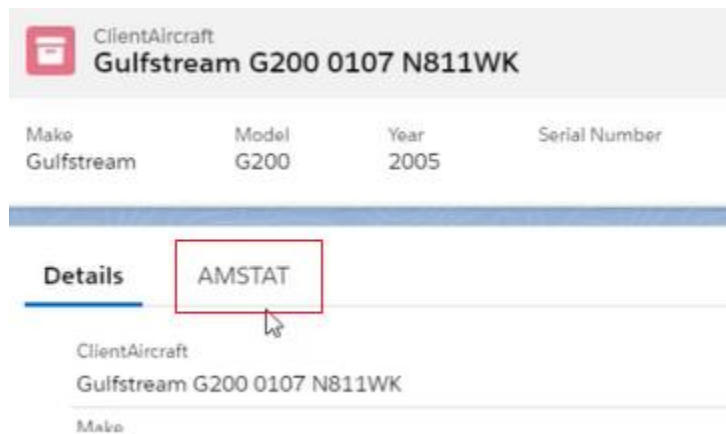 ClientAircraft
Gulfstream G200 0107 N811WK
Make Model Year Serial Number
Gulfstream G200 2005
Details AMSTAT
ClientAircraft
Gulfstream G200 0107 N811WK
Make